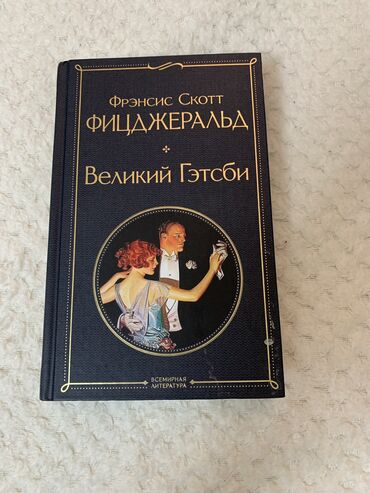 Фрэнсис Скотт
Фицджеральд
Великий Гэтсби
Всемирная
литература